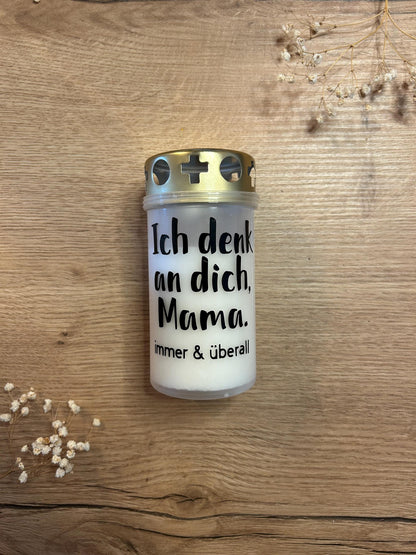 Ich denk
an dich,
Mama.
immer & überall